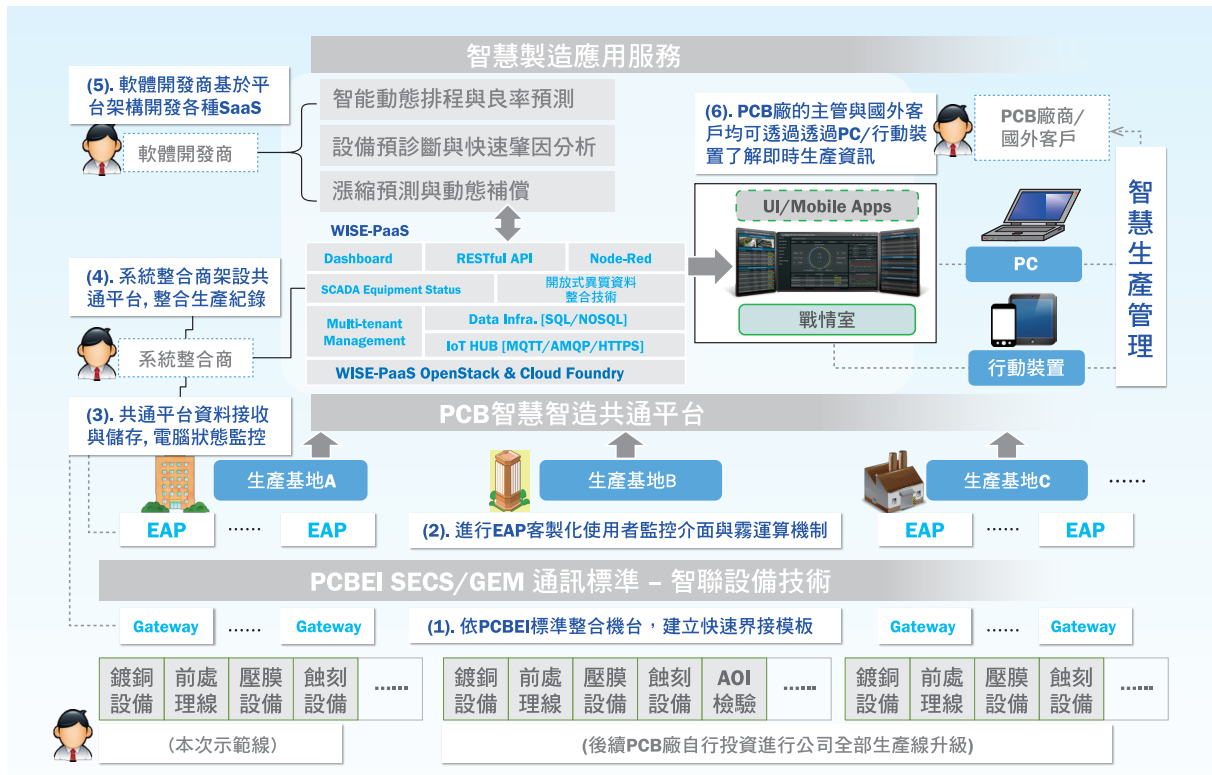 智慧製造應用服務
(5). 軟體開發商基於平
台架構開發各種SaaS
軟體開發商
智能動態排程與良率預測
設備預診斷與快速肇因分析
漲縮預測與動態補償
(6). PCB廠的主管與國外客
戶均可透過透過PC/行動裝
置了解即時生產資訊
PCB廠商/
國外客戶
智慧生產管理
UI/Mobile Apps
戰情室
PC
行動裝置
WISE-PaaS
Dashboard
RESTful API
Node-Red
SCADA Equipment Status
開放式異質資料
整合技術
Multi-tenant
Management
Data Infra. [SQL/NOSQL]
IoT HUB [MQTT/AMQP/HTTPS]
WISE-PaaS OpenStack & Cloud Foundry
(4). 系統整合商架設共
通平台, 整合生產紀錄
系統整合商
(3). 共通平台資料接收
與儲存, 電腦狀態監控
PCB智慧智造共通平台
生產基地A
生產基地B
生產基地C
......
EAP
......
EAP
(2). 進行EAP客製化使用者監控介面與霧運算機制
EAP
......
EAP
PCBEI SECS/GEM 通訊標準 – 智聯設備技術
Gateway
......
Gateway
(1). 依PCBEI標準整合機台，建立快速界接模板
Gateway
......
Gateway
鍍銅
設備
前處
理線
壓膜
設備
蝕刻
設備
......
鍍銅
設備
前處
理線
壓膜
設備
蝕刻
設備
AOI
檢驗
......
鍍銅
設備
前處
理線
壓膜
設備
蝕刻
設備
......
(本次示範線)
(後續PCB廠自行投資進行公司全部生產線升級)